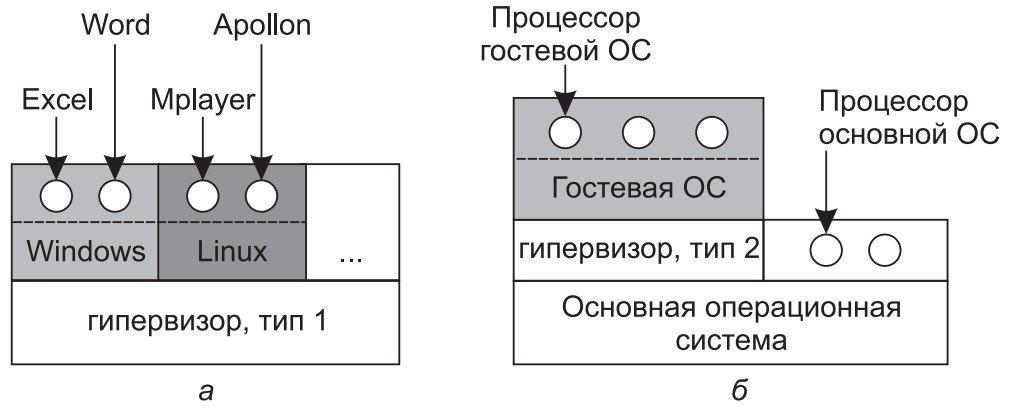 Word
Apollon
Excel
Mplayer
Windows
Linux
...
гипервизор, тип 1
а
Процессор
гостевой ОС
Процессор
основной ОС
Гостевая ОС
гипервизор, тип 2
Основная операционная
система
б